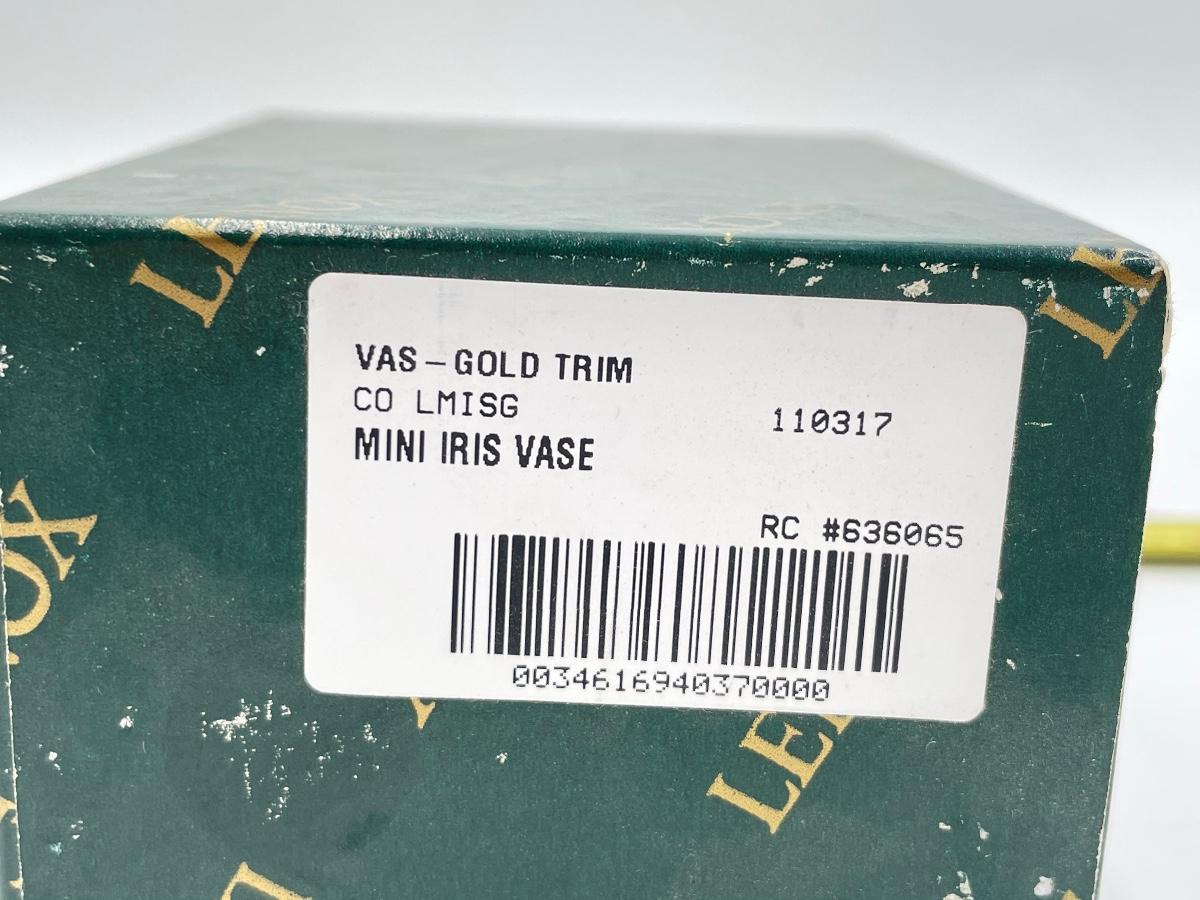 VAS – GOLD TRIM
CO LMISG
110317
MINI IRIS VASE
RC #636065
0034616940370000